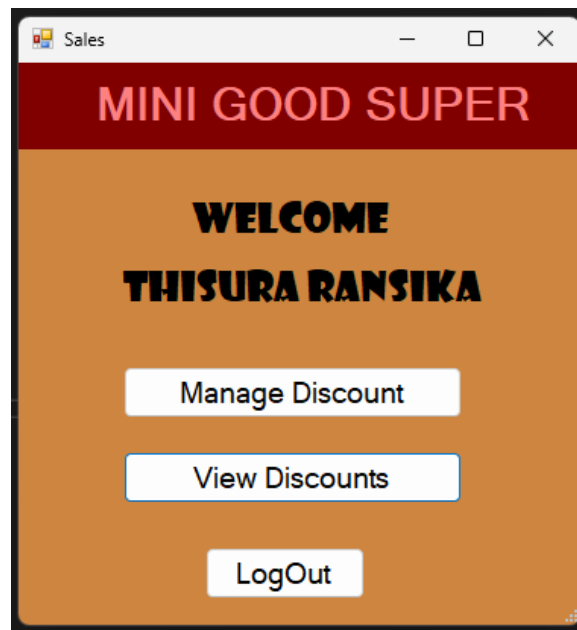 Sales
MINI GOOD SUPER
WELCOME
THISURA RANSIKA
Manage Discount
View Discounts
LogOut